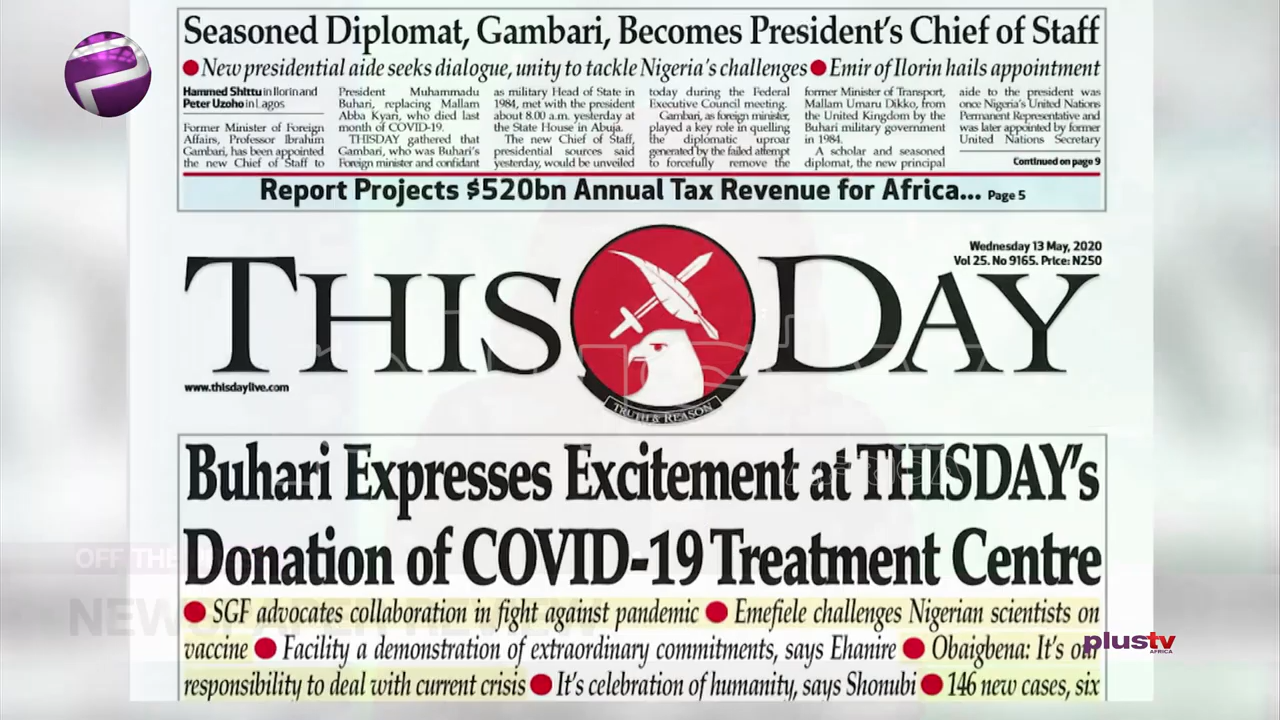 Seasoned Diplomat, Gambari, Becomes President's Chief of Staff
● New presidential aide seeks dialogue, unity to tackle Nigeria's challenges ● Emir of Ilorin hails appointment
Hammed Shittu in Ilorin and
Peter Uzoho in Lagos
Former Minister of Foreign
Affairs, Professor Ibrahim
Gambari, has been appointed
the new Chief of Staff to
President Muhammadu
Buhari, replacing Mallam
Abba Kyari, who died last
month of COVID-19.
THISDAY gathered that
Gambari, who was Buhari's
Foreign minister and confidant
as military Head of State in
1984, met with the president
about 8.00 a.m. yesterday at
the State House in Abuja.
The new Chief of Staff,
presidential sources said
yesterday, would be unveiled
today during the Federal
Executive Council meeting.
Gambari, as foreign minister,
played a key role in quelling
the diplomatic uproar
generated by the failed attempt
to forcefully remove the
former Minister of Transport,
Mallam Umaru Dikko, from
the United Kingdom by the
Buhari military government
in 1984.
A scholar and seasoned
diplomat, the new principal
aide to the president was
once Nigeria's United Nations
Permanent Representative and
was later appointed by former
United Nations Secretary
Continued on page 9
Report Projects $520bn Annual Tax Revenue for Africa... Page 5
Wednesday 13 May, 2020
Vol 25. No 9165. Price: N250
THISDAY
www.thisdaylive.com
TRUTH & REASON
Buhari Expresses Excitement at THISDAY's
Donation of COVID-19 Treatment Centre
● SGF advocates collaboration in fight against pandemic ● Emefiele challenges Nigerian scientists on
vaccine ● Facility a demonstration of extraordinary commitments, says Ehanire ● Obaigbena: It's our
responsibility to deal with current crisis ● It's celebration of humanity, says Shonubi ● 146 new cases, six
OFF THE
NEWSPAPER REVIEW
plustv
AFRICA